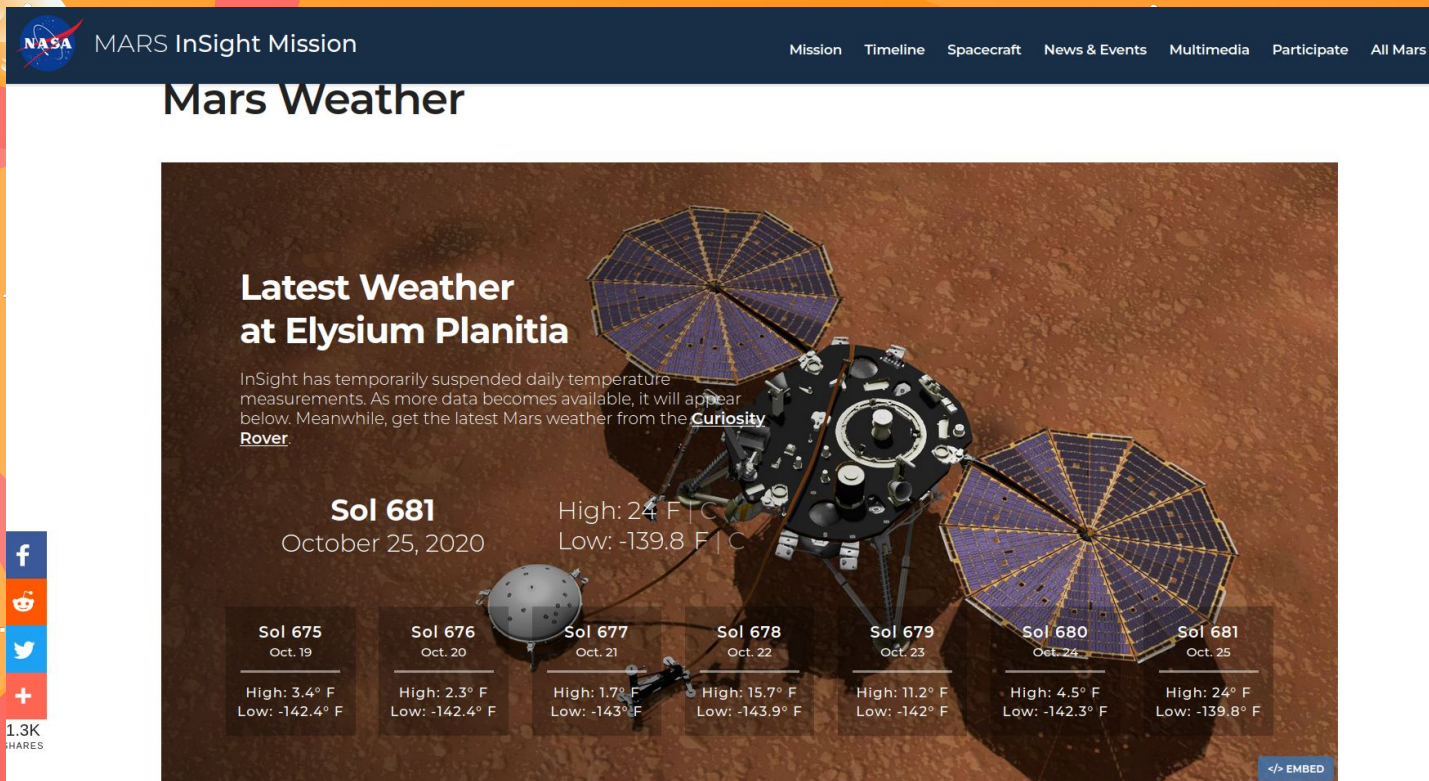 NASA
MARS InSight Mission
Mission Timeline Spacecraft News & Events Multimedia Participate All Mars
Mars Weather
Latest Weather
at Elysium Planitia
InSight has temporarily suspended daily temperature
measurements. As more data becomes available, it will appear
below. Meanwhile, get the latest Mars weather from the Curiosity
Rover.
Sol 681
October 25, 2020
High: 24 F | C
Low: -139.8 F | C
Sol 675
Oct. 19
High: 3.4° F
Low: -142.4° F
Sol 676
Oct. 20
High: 2.3° F
Low: -142.4° F
Sol 677
Oct. 21
High: 1.7° F
Low: -143° F
Sol 678
Oct. 22
High: 15.7° F
Low: -143.9° F
Sol 679
Oct. 23
High: 11.2° F
Low: -142° F
Sol 680
Oct. 24
High: 4.5° F
Low: -142.3° F
Sol 681
Oct. 25
High: 24° F
Low: -139.8° F
1.3K
SHARES
</> EMBED